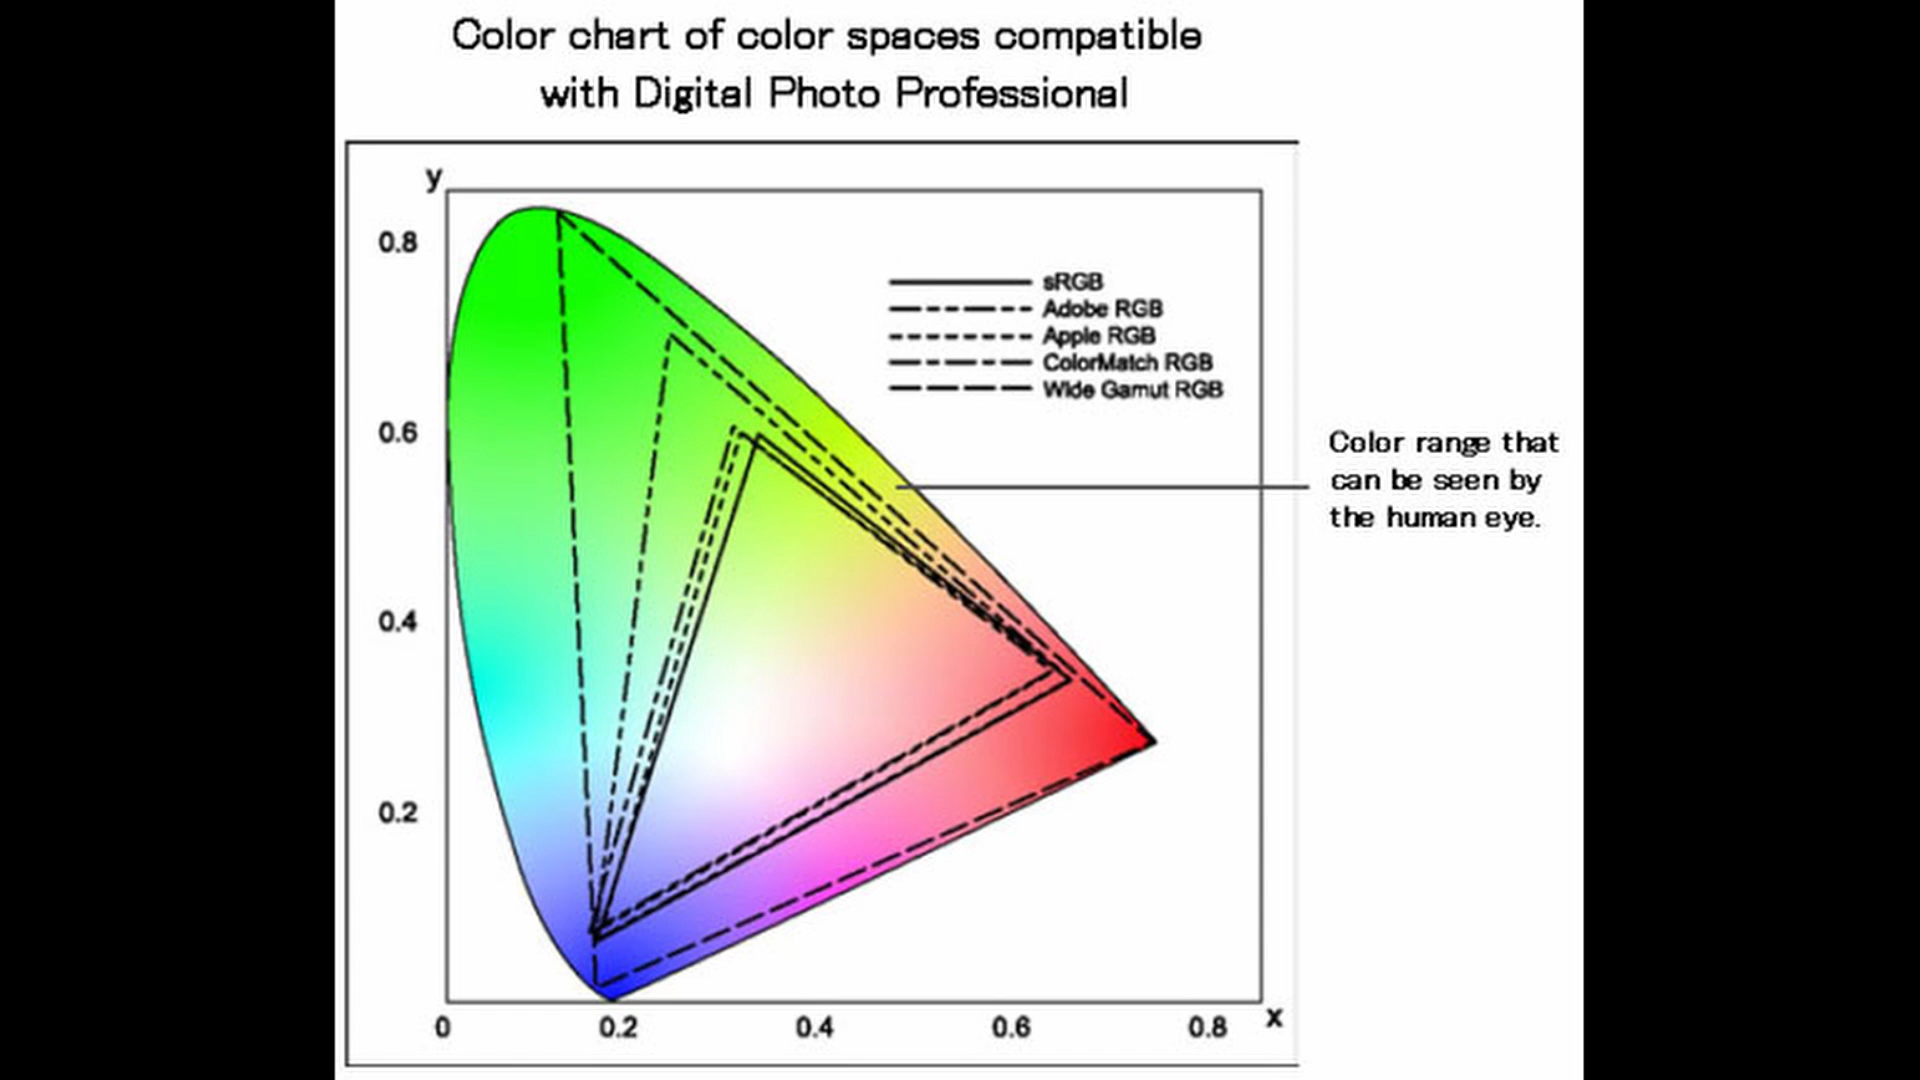 Color chart of color spaces compatible
with Digital Photo Professional
y
0.8
sRGB
Adobe RGB
Apple RGB
ColorMatch RGB
Wide Gamut RGB
0.6
Color range that
can be seen by
the human eye.
0.4
0.2
0 0.2 0.4 0.6 0.8 x